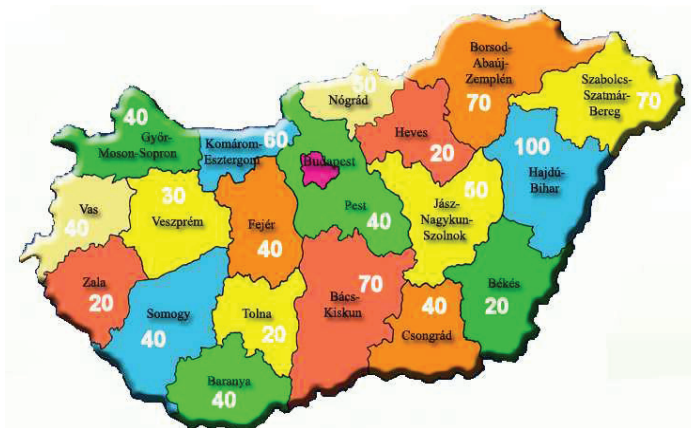 Borsod-
Abaúj-
Zemplén
70
Szabolcs-
Szatmár-
Bereg
70
50
Nógrád
40
Győr-
Moson-Sopron
60
Komárom-
Esztergom
Heves
20
100
Hajdú-
Bihar
Budapest
Pest
40
50
Jász-
Nagykun-
Szolnok
Vas
40
30
Veszprém
Fejér
40
Zala
20
Somogy
40
Tolna
20
70
Bács-
Kiskun
40
Csongrád
Békés
20
Baranya
40